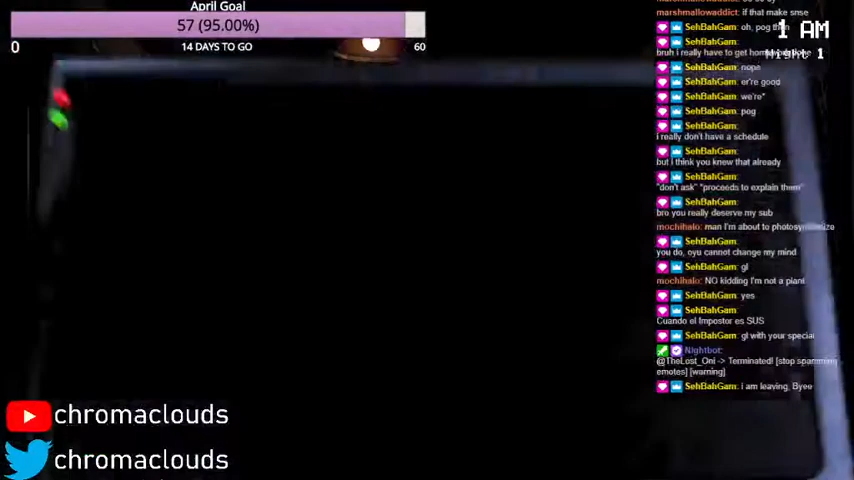 April Goal
57 (95.00%)
0
14 DAYS TO GO
60
1 AM
Night 1
marshmallowaddict: if that make smse
SehBahGam: oh, pog then
SehBahGam:
bruh i really have to get home
SehBahGam: nope
SehBahGam: er're good
SehBahGam: we're*
SehBahGam: pog
SehBahGam:
i really don't have a schedule
SehBahGam:
but i think you knew that already
SehBahGam:
"don't ask" *proceeds to explain them*
SehBahGam:
bro you really deserve my sub
mochihalo: man I'm about to photosynthesize
SehBahGam:
you do, oyu cannot change my mind
SehBahGam: gl
mochihalo: NO kidding I'm not a plant
SehBahGam: yes
SehBahGam:
Cuando el Impostor es SUS
SehBahGam: gl with your special
Nightbot:
@TheLost_Oni -> Terminated! [stop spamming
emotes] [warning]
SehBahGam: i am leaving, Byee
chromaclouds
chromaclouds